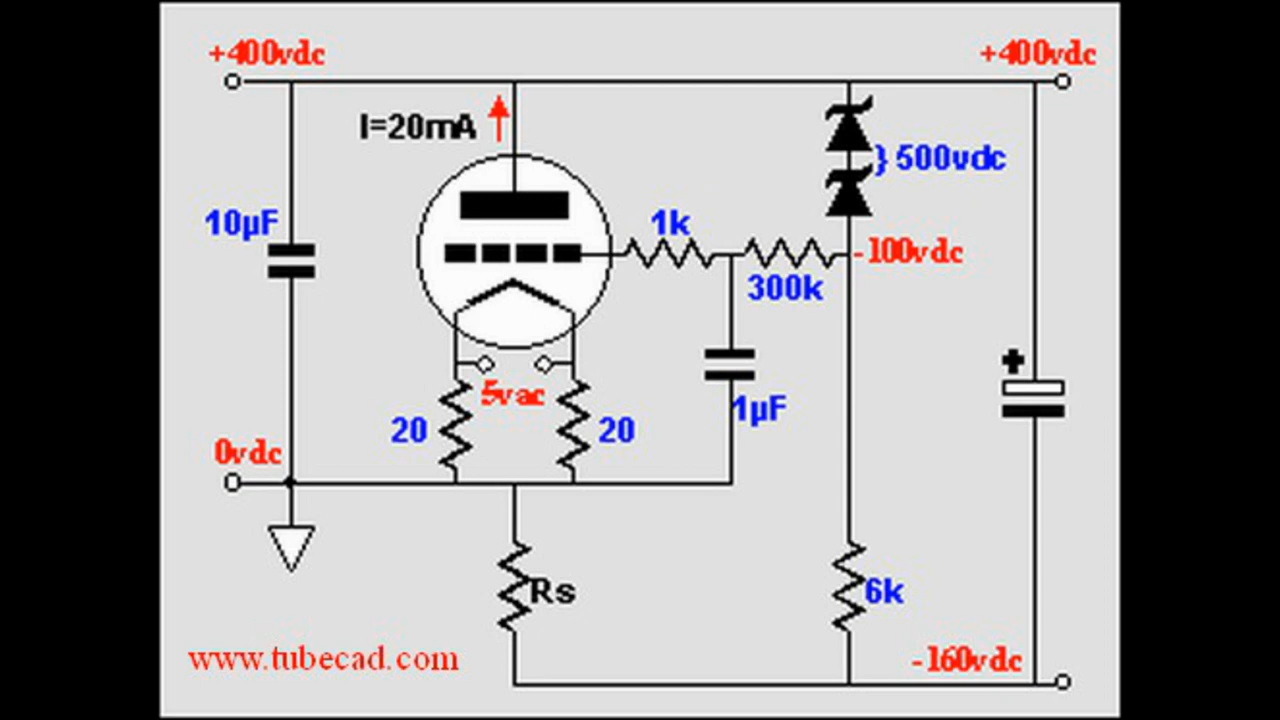 +400vdc
+400vdc
I=20mA
} 500vdc
10µF
1k
-100vdc
300k
5vac
1µF
20
20
0vdc
Rs
6k
www.tubecad.com
-160vdc